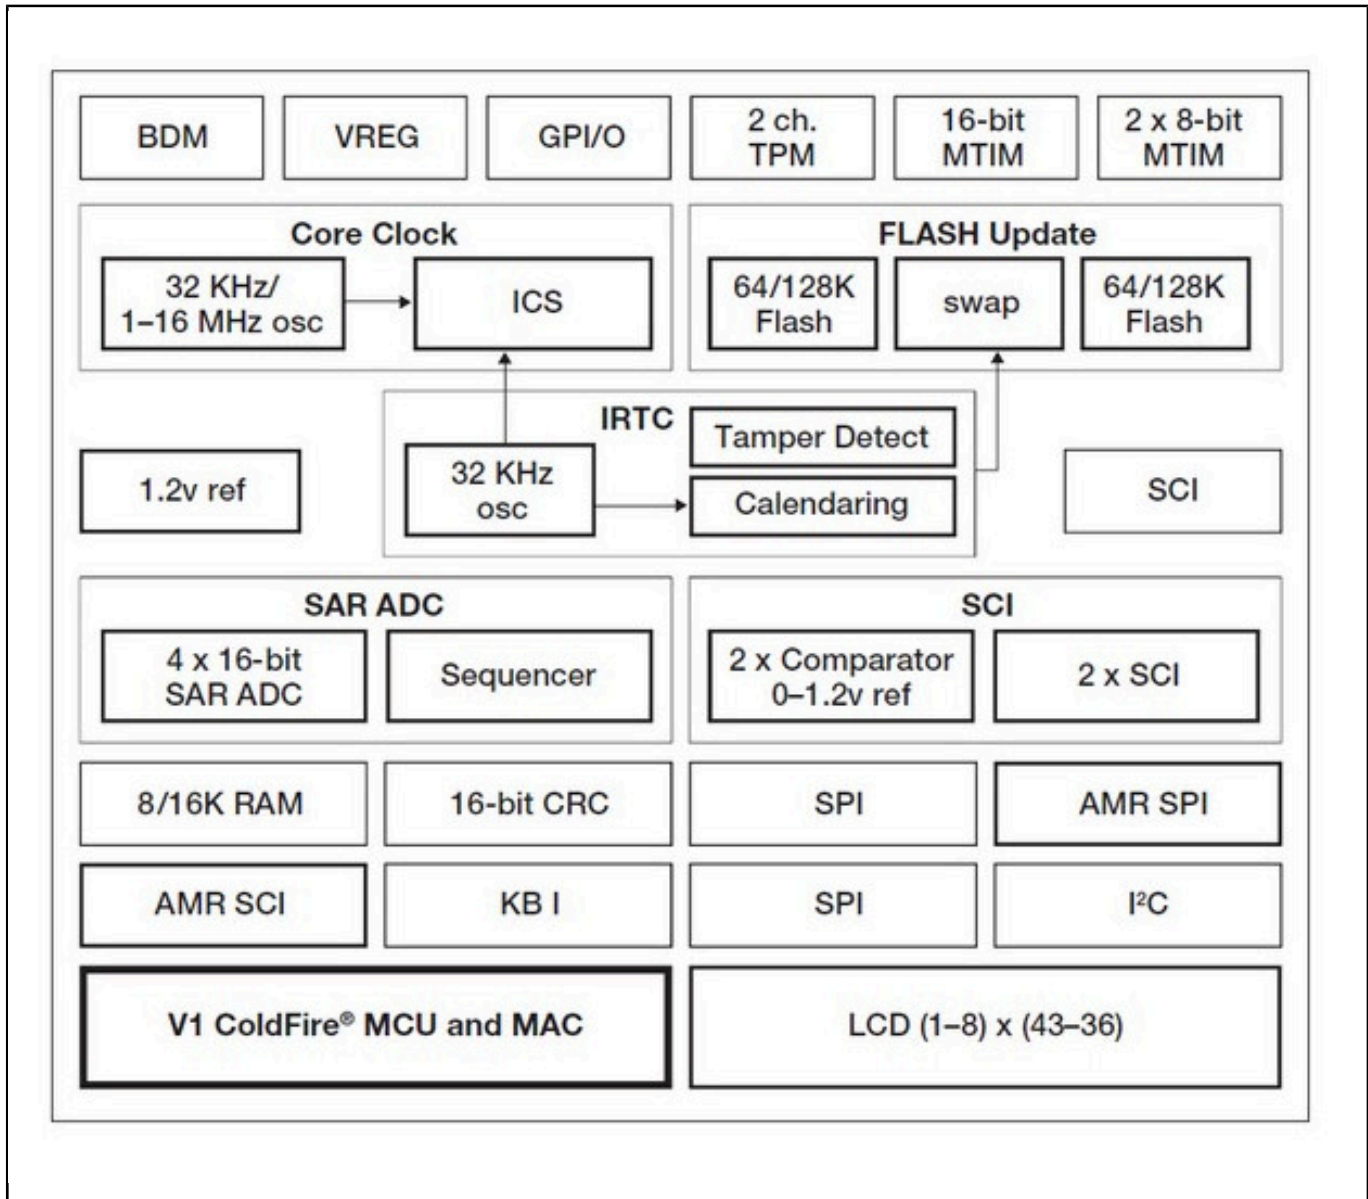 BDM
VREG
GPI/O
2 ch.
TPM
16-bit
MTIM
2 x 8-bit
MTIM
Core Clock
32 KHz/
1–16 MHz osc
ICS
FLASH Update
64/128K
Flash
swap
64/128K
Flash
1.2v ref
IRTC
32 KHz
osc
Tamper Detect
Calendaring
SCI
SAR ADC
4 x 16-bit
SAR ADC
Sequencer
SCI
2 x Comparator
0–1.2v ref
2 x SCI
8/16K RAM
16-bit CRC
SPI
AMR SPI
AMR SCI
KB I
SPI
I²C
V1 ColdFire® MCU and MAC
LCD (1–8) x (43–36)